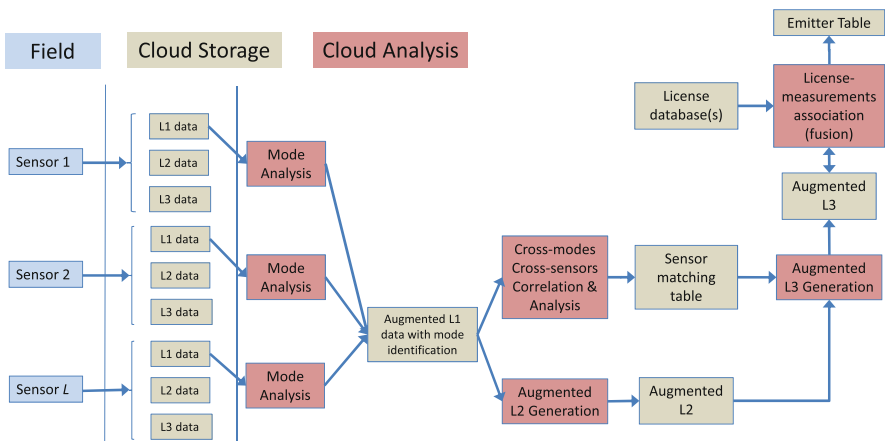 Field
Cloud Storage
Cloud Analysis
Sensor 1
L1 data
L2 data
L3 data
Mode
Analysis
Sensor 2
L1 data
L2 data
L3 data
Mode
Analysis
Sensor L
L1 data
L2 data
L3 data
Mode
Analysis
Augmented L1
data with mode
identification
Cross-modes
Cross-sensors
Correlation &
Analysis
Sensor
matching
table
Augmented
L2 Generation
Augmented
L2
Augmented
L3 Generation
Augmented
L3
License
database(s)
License-
measurements
association
(fusion)
Emitter Table